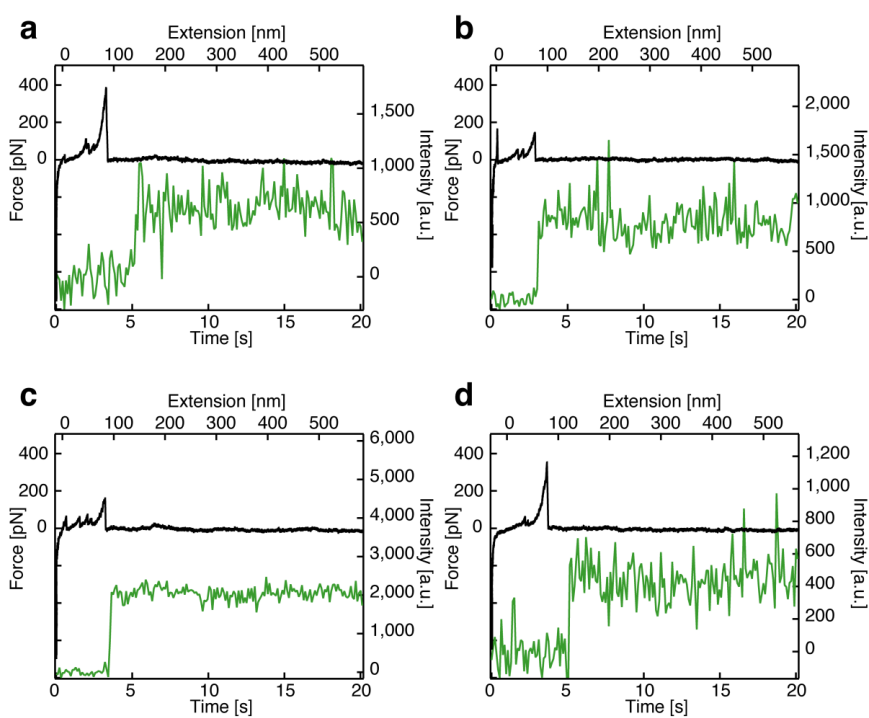 a
Extension [nm]
0 100 200 300 400 500
Force [pN]
400
200
0
Intensity [a.u.]
1,500
1,000
500
0
0 5 10 15 20
Time [s]
b
Extension [nm]
0 100 200 300 400 500
Force [pN]
400
200
0
Intensity [a.u.]
2,000
1,500
1,000
500
0
0 5 10 15 20
Time [s]
c
Extension [nm]
0 100 200 300 400 500
Force [pN]
400
200
0
Intensity [a.u.]
6,000
5,000
4,000
3,000
2,000
1,000
0
0 5 10 15 20
Time [s]
d
Extension [nm]
0 100 200 300 400 500
Force [pN]
400
200
0
Intensity [a.u.]
1,200
1,000
800
600
400
200
0
0 5 10 15 20
Time [s]